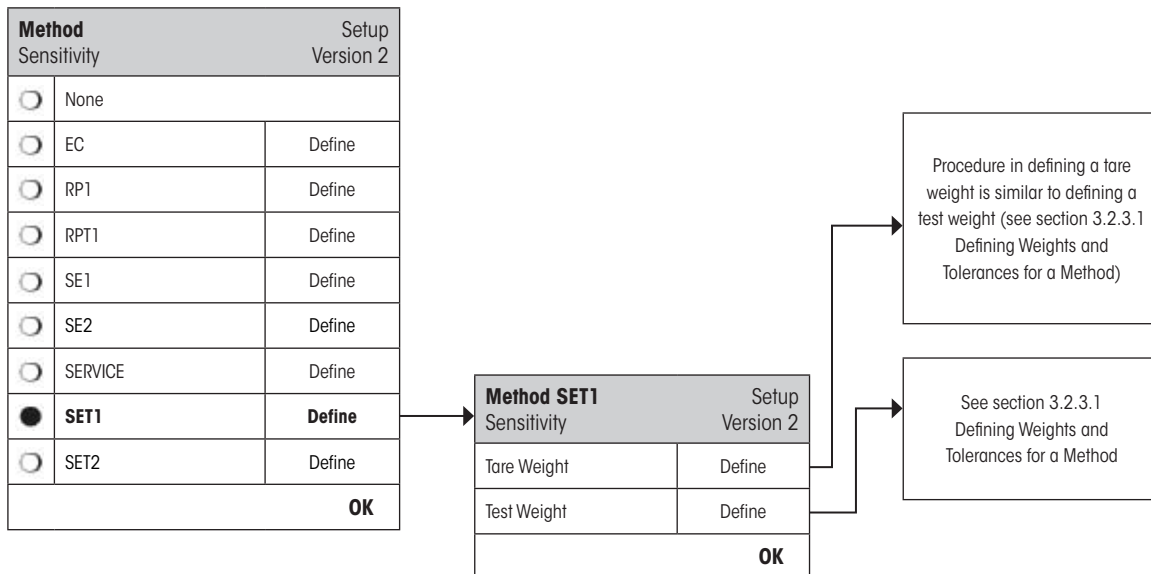 Method Setup
Sensitivity Version 2
None
EC Define
RP1 Define
RPT1 Define
SE1 Define
SE2 Define
SERVICE Define
SET1 Define
SET2 Define
OK
Method SET1 Setup
Sensitivity Version 2
Tare Weight Define
Test Weight Define
OK
Procedure in defining a tare
weight is similar to defining a
test weight (see section 3.2.3.1
Defining Weights and
Tolerances for a Method)
See section 3.2.3.1
Defining Weights and
Tolerances for a Method